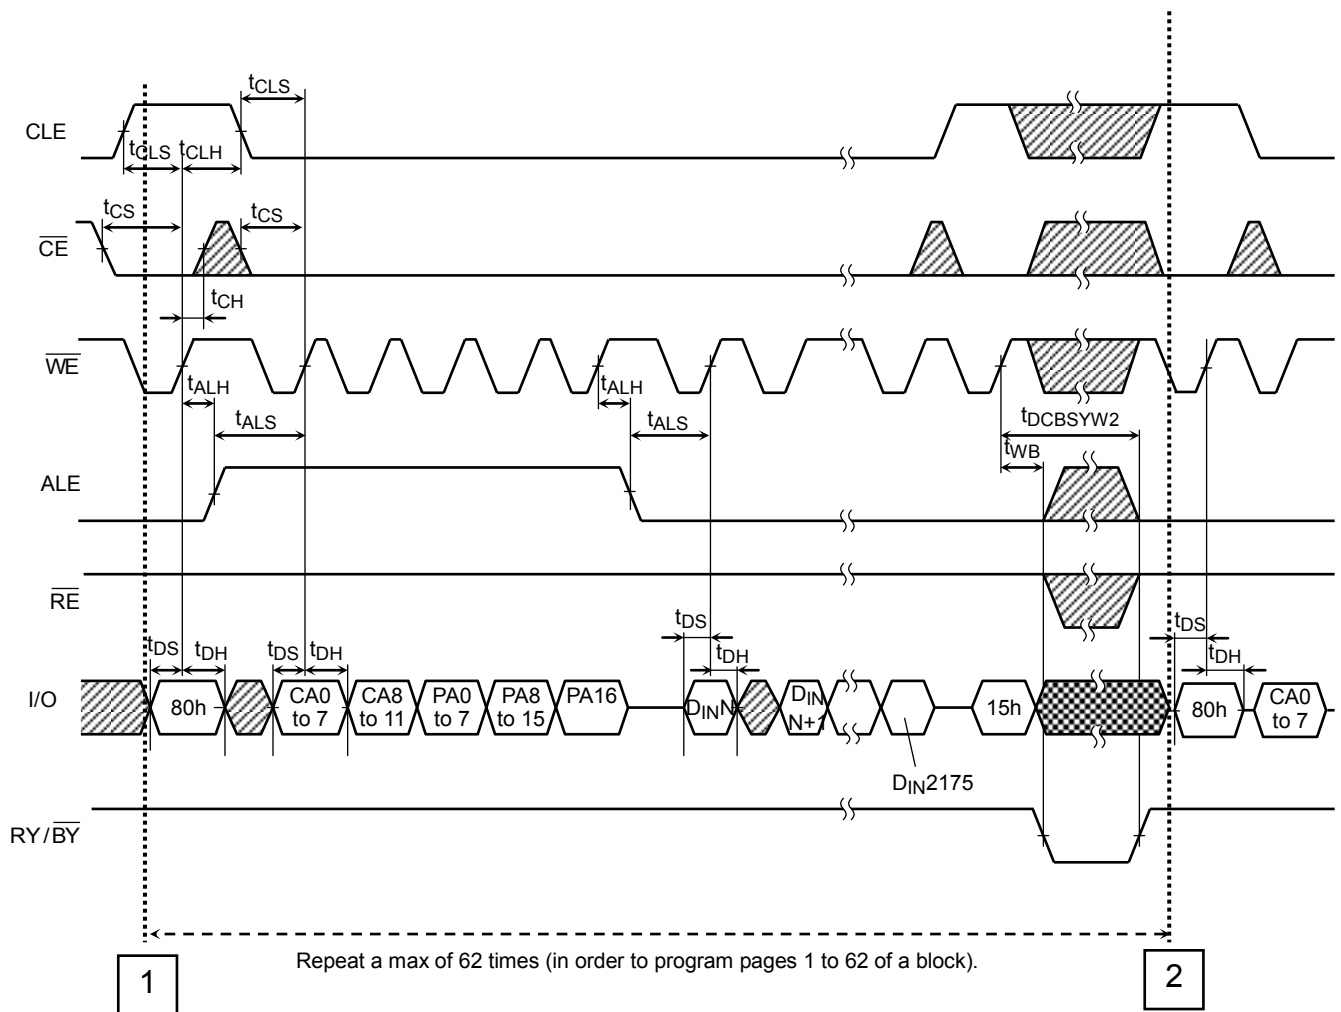 tCLS
CLE
tCLS tCLH
tCS tCS
CE
tCH
WE
tALH tALH
tALS tALS tDCBSYW2
tWB
ALE
RE
tDS tDH tDS tDH tDS tDH tDS tDH
I/O
80h
CA0
to 7
CA8
to 11
PA0
to 7
PA8
to 15
PA16
DINN
DIN
N+1
15h
80h
CA0
to 7
DIN2175
RY/BY
Repeat a max of 62 times (in order to program pages 1 to 62 of a block).
1
2